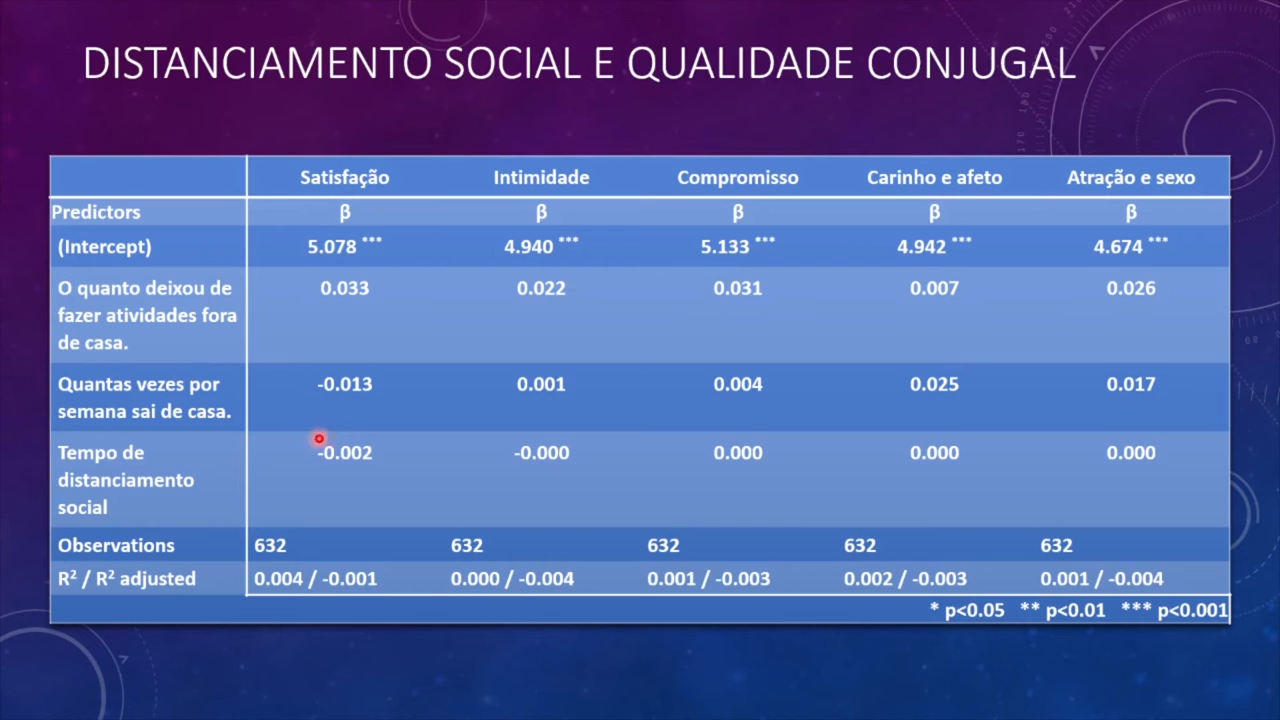 DISTANCIAMENTO SOCIAL E QUALIDADE CONJUGAL
Satisfação Intimidade Compromisso Carinho e afeto Atração e sexo
Predictors β β β β β
(Intercept) 5.078 *** 4.940 *** 5.133 *** 4.942 *** 4.674 ***
O quanto deixou de 0.033 0.022 0.031 0.007 0.026
fazer atividades fora
de casa.
Quantas vezes por -0.013 0.001 0.004 0.025 0.017
semana sai de casa.
Tempo de -0.002 -0.000 0.000 0.000 0.000
distanciamento
social
Observations 632 632 632 632 632
R² / R² adjusted 0.004 / -0.001 0.000 / -0.004 0.001 / -0.003 0.002 / -0.003 0.001 / -0.004
* p<0.05 ** p<0.01 *** p<0.001